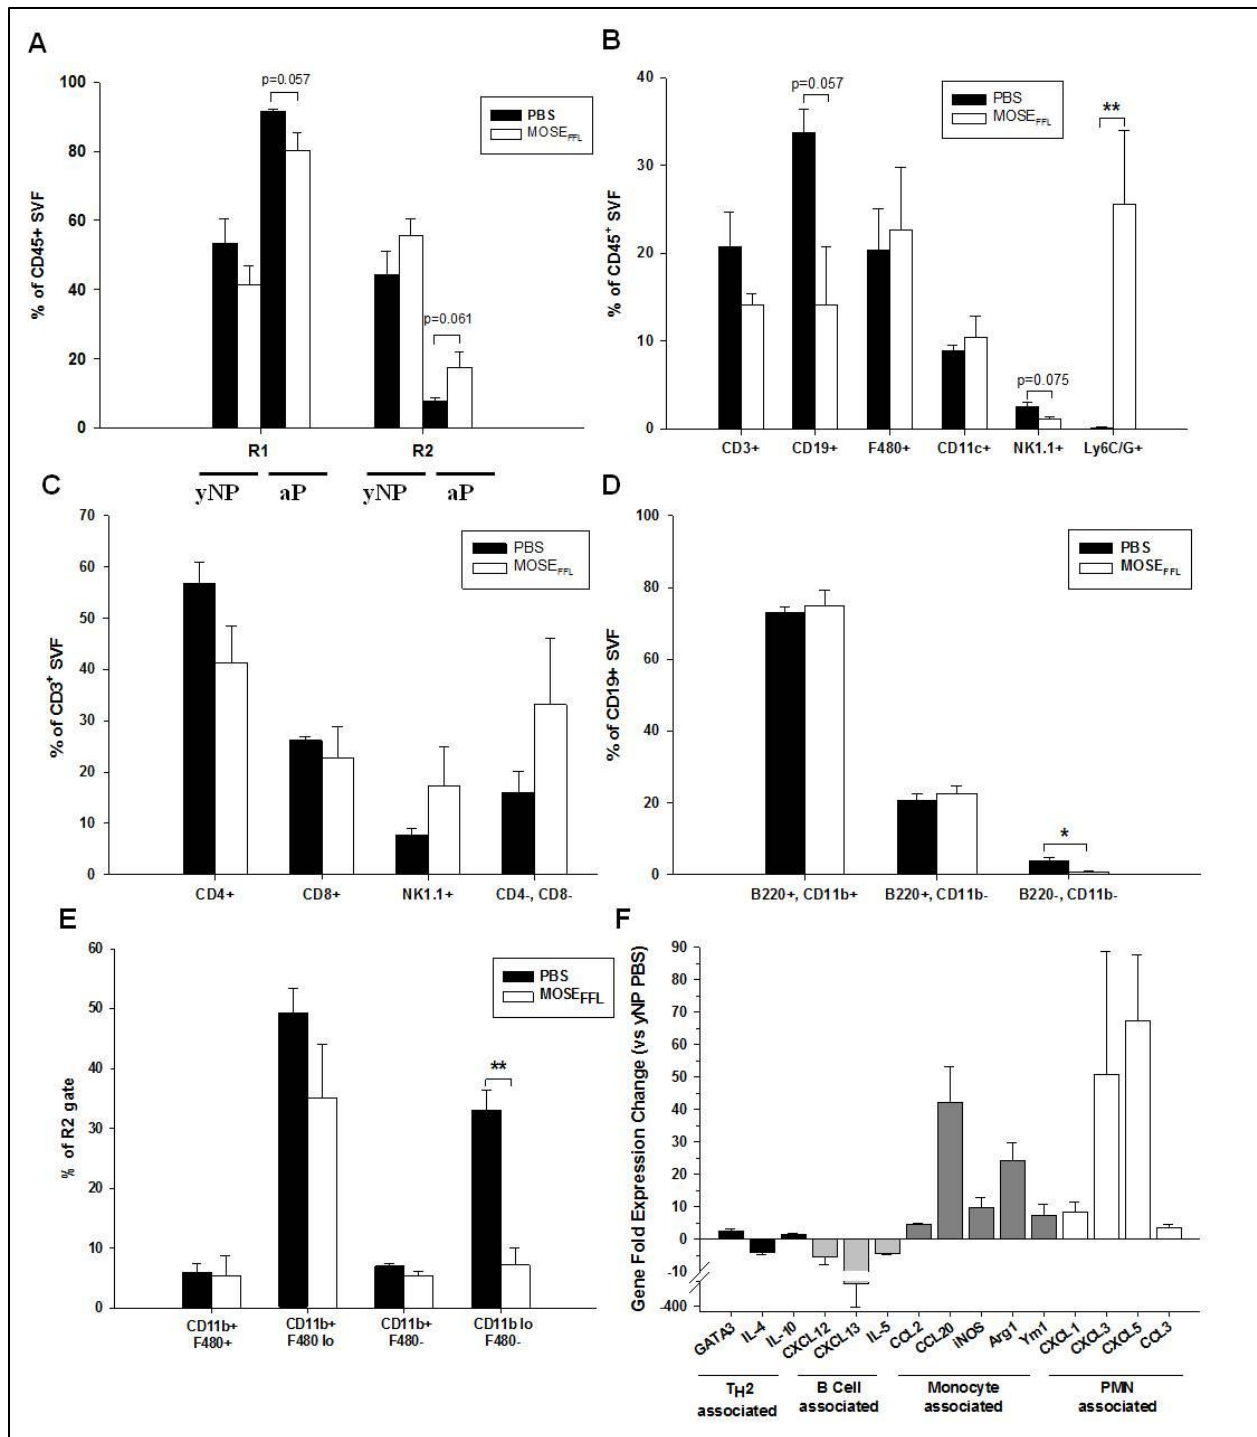 A
p=0.057
PBS
MOSEFFL
% of CD45+ SVF
100
80
60
40
20
0
p=0.061
R1
R2
yNP
aP
yNP
aP
B
p=0.057
PBS
MOSEFFL
**
% of CD45+ SVF
40
30
20
10
0
p=0.075
CD3+
CD19+
F480+
CD11c+
NK1.1+
Ly6C/G+
C
PBS
MOSEFFL
% of CD3+ SVF
70
60
50
40
30
20
10
0
CD4+
CD8+
NK1.1+
CD4-, CD8-
D
PBS
MOSEFFL
% of CD19+ SVF
100
80
60
40
20
0
*
B220+, CD11b+
B220+, CD11b-
B220-, CD11b-
E
PBS
MOSEFFL
% of R2 gate
60
50
40
30
20
10
0
**
CD11b+
F480+
CD11b+
F480 lo
CD11b+
F480-
CD11b lo
F480-
F
Gene Fold Expression Change (vs yNP PBS)
90
80
70
60
50
40
30
20
10
0
-10
-400
GATA3
IL-4
IL-10
CXCL12
CXCL13
IL-5
CCL2
CCL20
iNOS
Arg1
Ym1
CXCL1
CXCL3
CXCL5
CCL3
TH2
associated
B Cell
associated
Monocyte
associated
PMN
associated